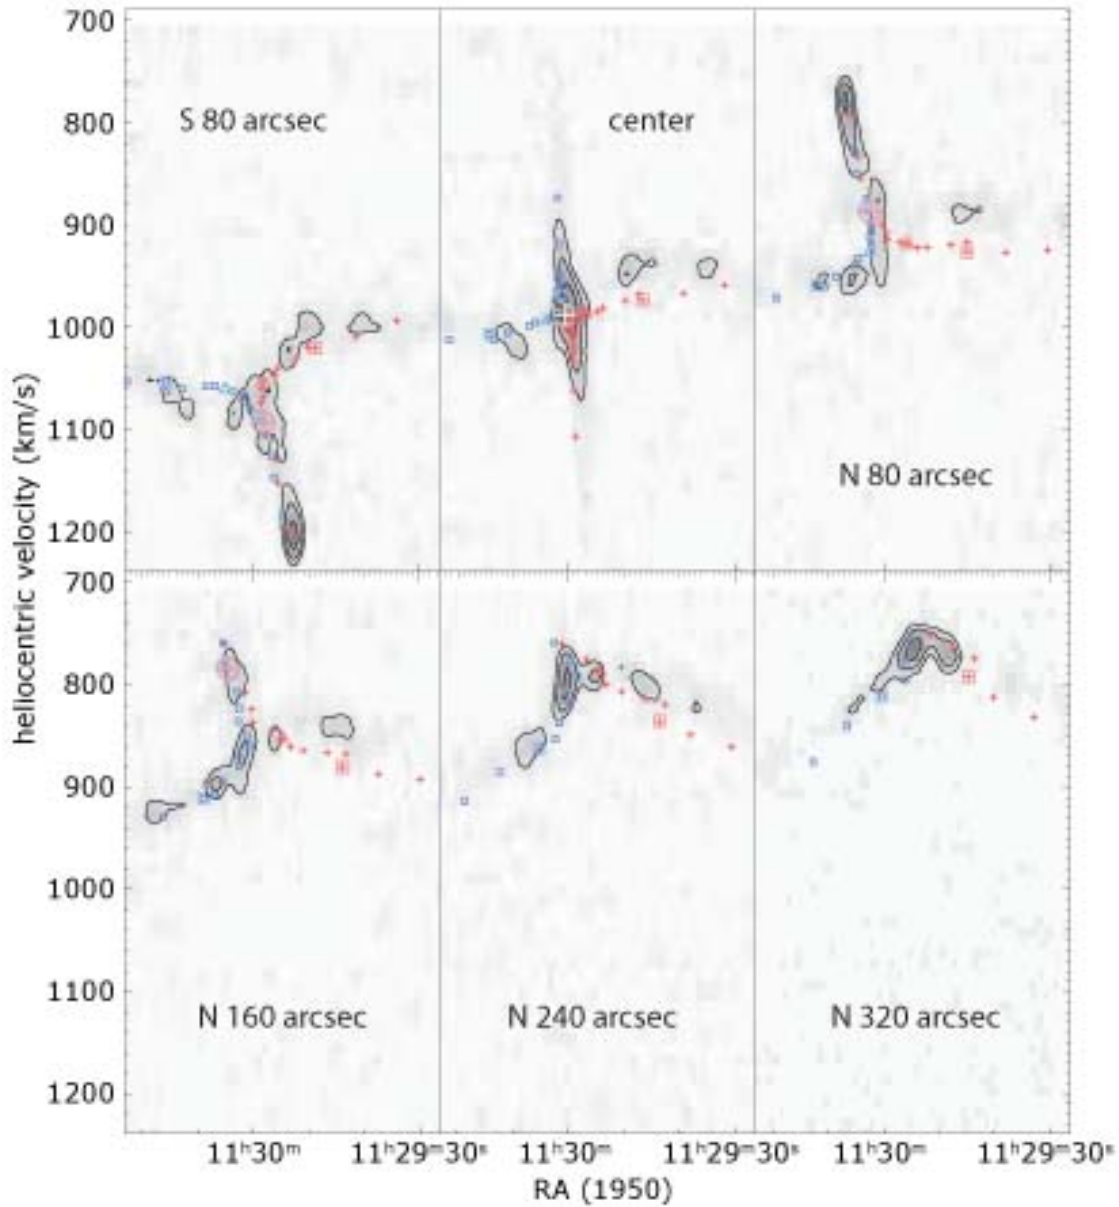 700
800
900
1000
1100
1200
S 80 arcsec
center
N 80 arcsec
heliocentric velocity (km/s)
700
800
900
1000
1100
1200
N 160 arcsec
N 240 arcsec
N 320 arcsec
11ʰ30ᵐ 11ʰ29ᵐ30ˢ 11ʰ30ᵐ 11ʰ29ᵐ30ˢ 11ʰ30ᵐ 11ʰ29ᵐ30ˢ
RA (1950)